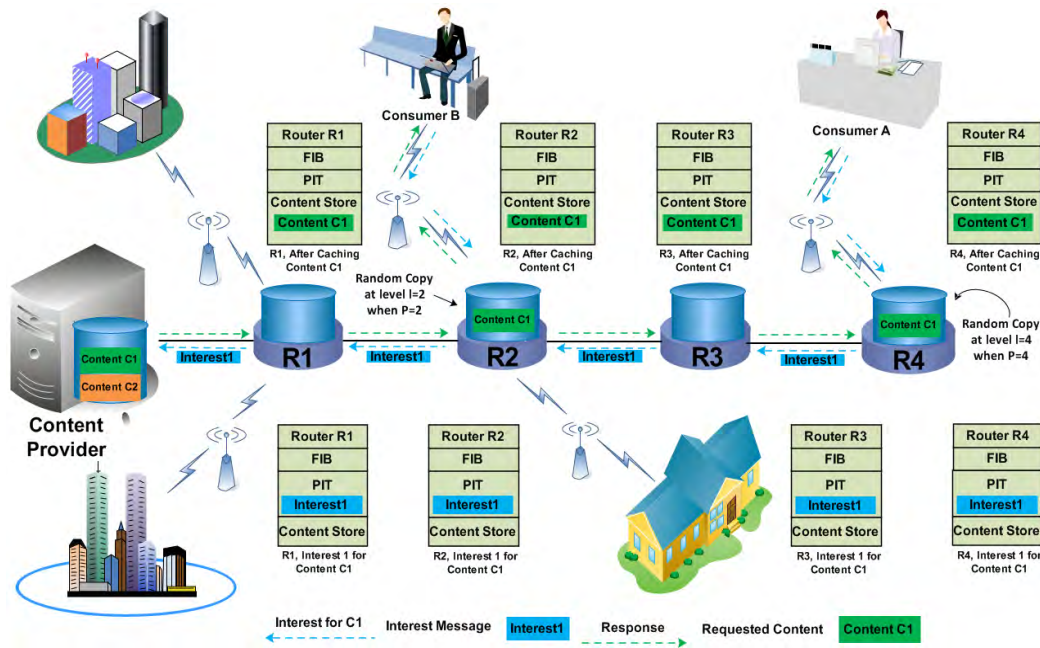 Consumer B
Consumer A
Router R1
FIB
PIT
Content Store
Content C1
R1, After Caching
Content C1
Router R2
FIB
PIT
Content Store
Content C1
R2, After Caching
Content C1
Router R3
FIB
PIT
Content Store
Content C1
R3, After Caching
Content C1
Router R4
FIB
PIT
Content Store
Content C1
R4, After Caching
Content C1
Random Copy
at level l=2
when P=2
Random Copy
at level l=4
when P=4
Content C1
Content C2
Content
Provider
Interest1
R1
Interest1
Content C1
R2
Interest1
R3
Interest1
Content C1
R4
Router R1
FIB
PIT
Interest1
Content Store
R1, Interest 1 for
Content C1
Router R2
FIB
PIT
Interest1
Content Store
R2, Interest 1 for
Content C1
Router R3
FIB
PIT
Interest1
Content Store
R3, Interest 1 for
Content C1
Router R4
FIB
PIT
Interest1
Content Store
R4, Interest 1 for
Content C1
Interest for C1 Interest Message Interest1 Response Requested Content Content C1